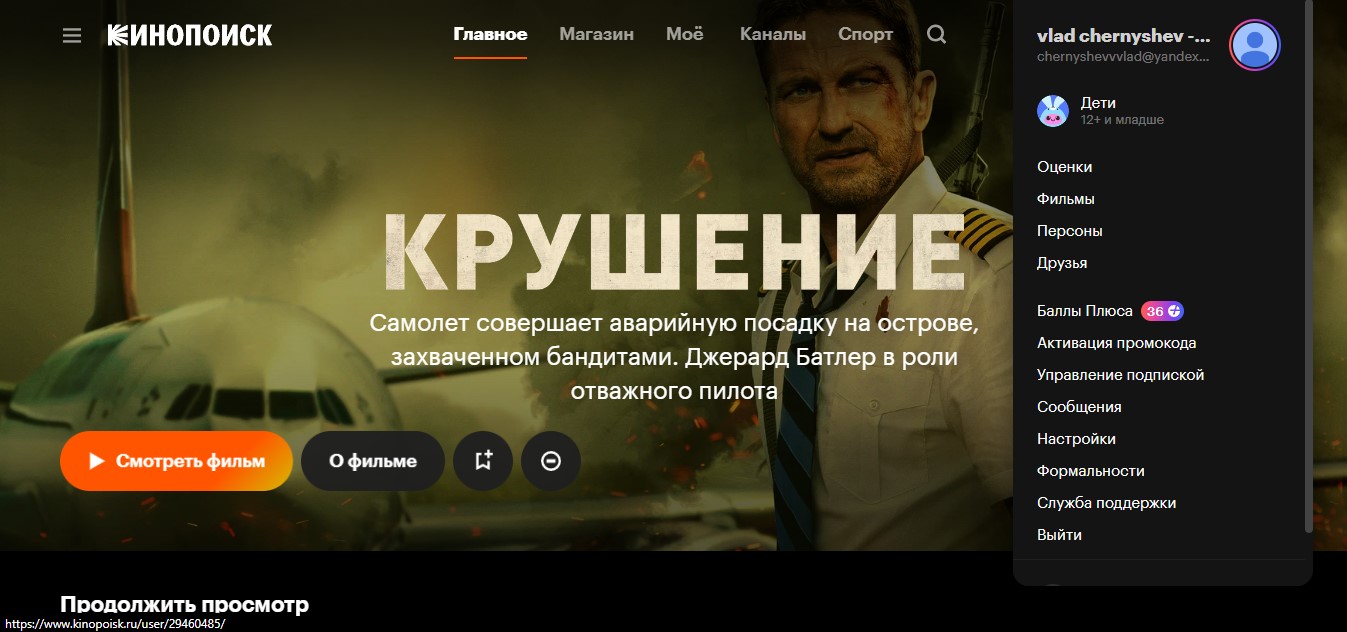 КИНОПОИСК
Главное
Магазин
Моё
Каналы
Спорт
КРУШЕНИЕ
Самолет совершает аварийную посадку на острове,
захваченном бандитами. Джерард Батлер в роли
отважного пилота
Смотреть фильм
О фильме
Продолжить просмотр
https://www.kinopoisk.ru/user/29460485/
vlad chernyshev -...
chernyshevvvlad@yandex...
Дети
12+ и младше
Оценки
Фильмы
Персоны
Друзья
Баллы Плюса 36
Активация промокода
Управление подпиской
Сообщения
Настройки
Формальности
Служба поддержки
Выйти